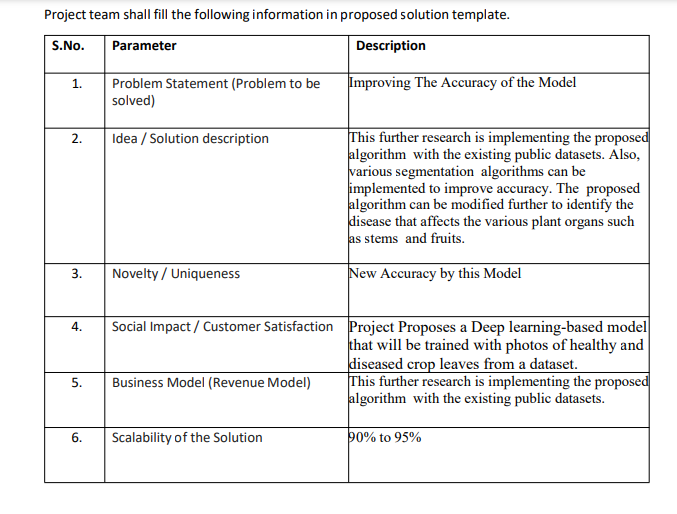 Project team shall fill the following information in proposed solution template.
S.No. Parameter Description
1. Problem Statement (Problem to be Improving The Accuracy of the Model
solved)
2. Idea / Solution description This further research is implementing the proposed
algorithm with the existing public datasets. Also,
various segmentation algorithms can be
implemented to improve accuracy. The proposed
algorithm can be modified further to identify the
disease that affects the various plant organs such
as stems and fruits.
3. Novelty / Uniqueness New Accuracy by this Model
4. Social Impact / Customer Satisfaction Project Proposes a Deep learning-based model
that will be trained with photos of healthy and
diseased crop leaves from a dataset.
5. Business Model (Revenue Model) This further research is implementing the proposed
algorithm with the existing public datasets.
6. Scalability of the Solution 90% to 95%